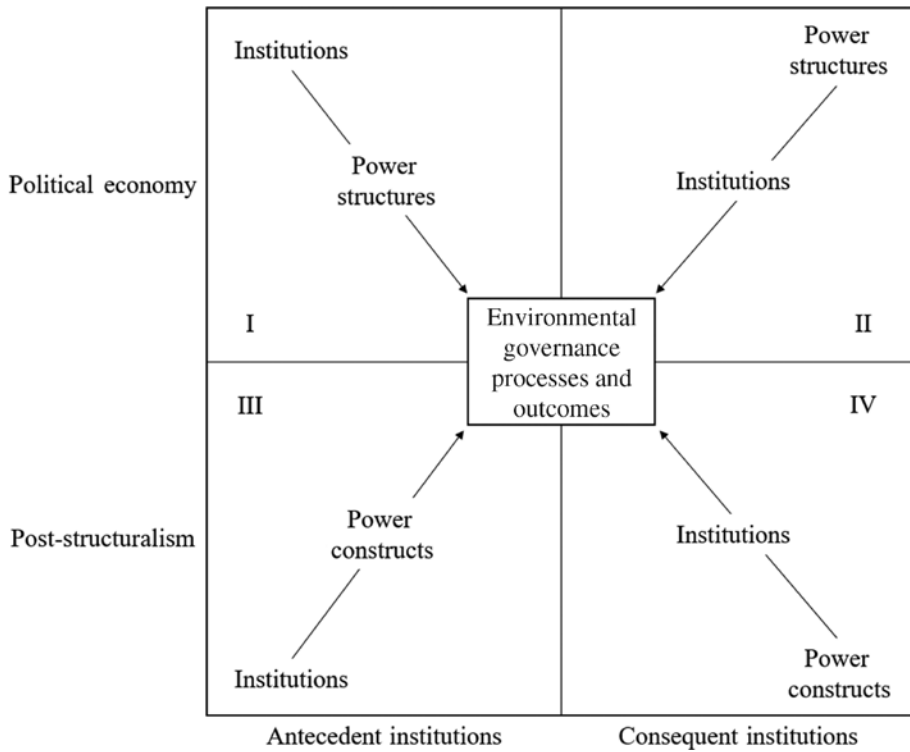 Institutions
Power
structures
Power
structures
Institutions
Political economy
I
II
Environmental
governance
processes and
outcomes
III
IV
Power
constructs
Institutions
Post-structuralism
Institutions
Power
constructs
Antecedent institutions
Consequent institutions